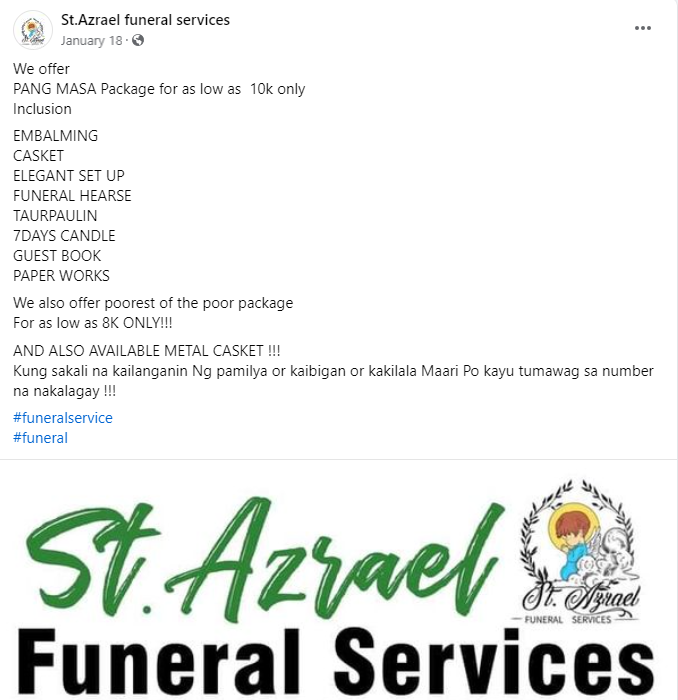 St.Azrael funeral services
January 18 ·
We offer
PANG MASA Package for as low as  10k only
Inclusion
EMBALMING
CASKET
ELEGANT SET UP
FUNERAL HEARSE
TAURPAULIN
7DAYS CANDLE
GUEST BOOK
PAPER WORKS
We also offer poorest of the poor package
For as low as 8K ONLY!!!
AND ALSO AVAILABLE METAL CASKET !!!
Kung sakali na kailanganin Ng pamilya or kaibigan or kakilala Maari Po kayu tumawag sa number
na nakalagay !!!
#funeralservice
#funeral
St. Azrael
St. Azrael
FUNERAL SERVICES
Funeral Services